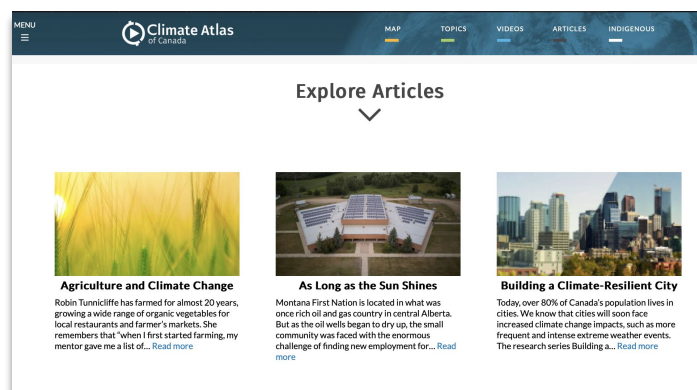 MENU
Climate Atlas
of Canada
MAP TOPICS VIDEOS ARTICLES INDIGENOUS
Explore Articles
Agriculture and Climate Change
Robin Tunnicliffe has farmed for almost 20 years,
growing a wide range of organic vegetables for
local restaurants and farmer's markets. She
remembers that “when I first started farming, my
mentor gave me a list of... Read more
As Long as the Sun Shines
Montana First Nation is located in what was
once rich oil and gas country in central Alberta.
But as the oil wells began to dry up, the small
community was faced with the enormous
challenge of finding new employment for... Read
more
Building a Climate-Resilient City
Today, over 80% of Canada's population lives in
cities. We know that cities will soon face
increased climate change impacts, such as more
frequent and intense extreme weather events.
The research series Building a... Read more